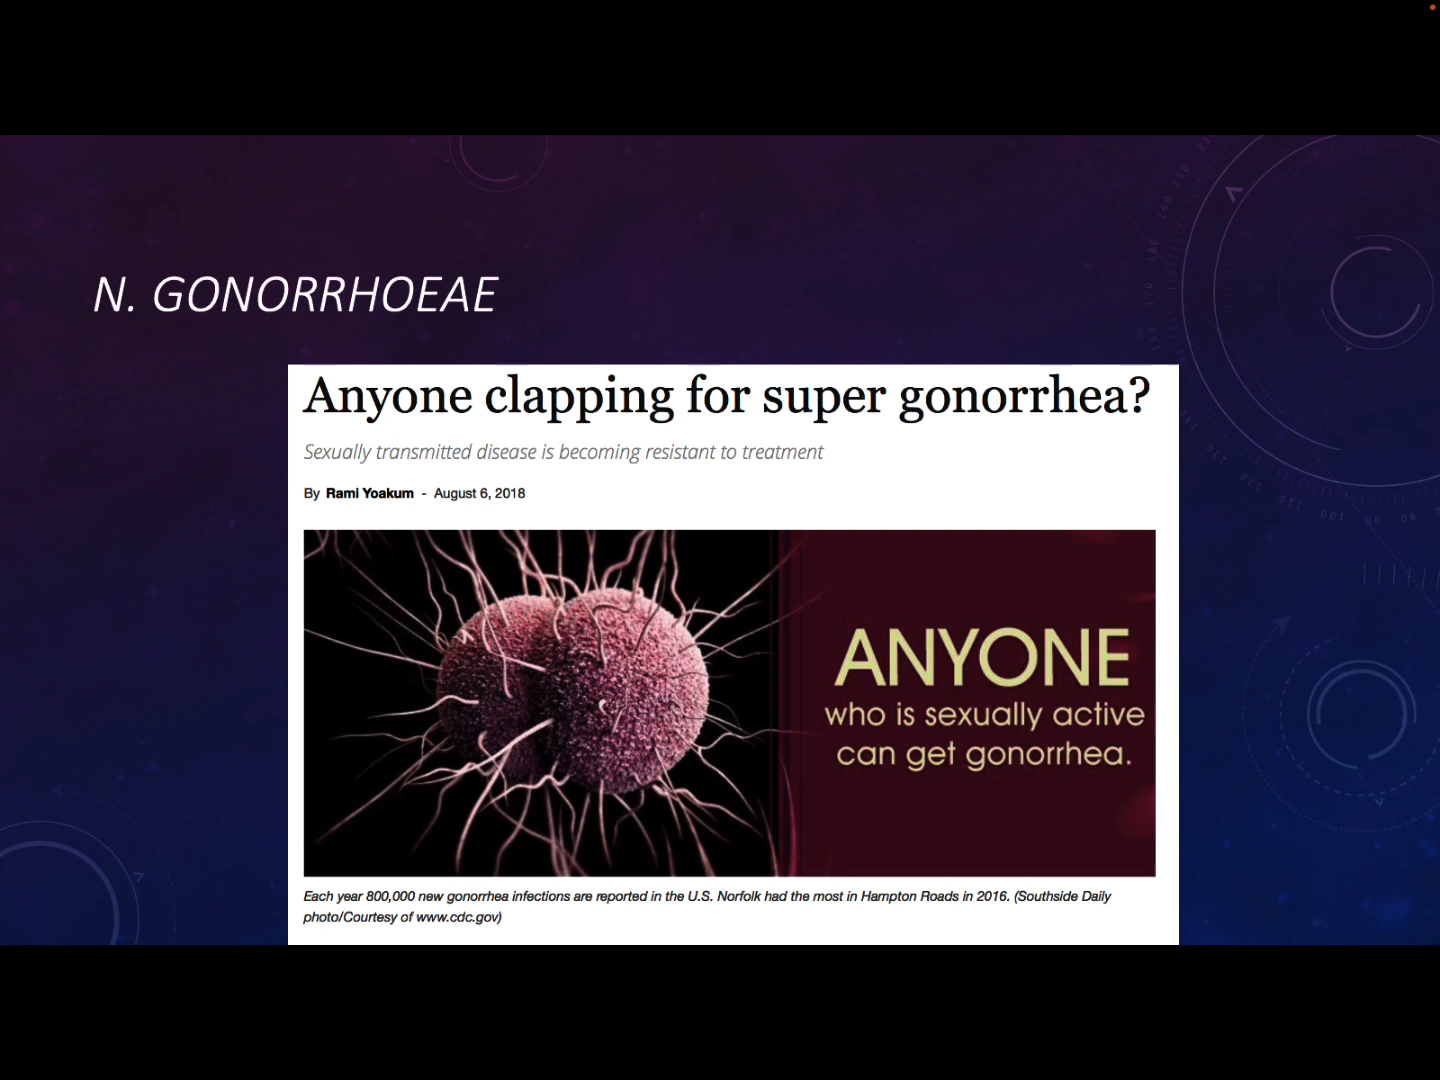 N. GONORRHOEAE
Anyone clapping for super gonorrhea?
Sexually transmitted disease is becoming resistant to treatment
By Rami Yoakum - August 6, 2018
ANYONE
who is sexually active
can get gonorrhea.
Each year 800,000 new gonorrhea infections are reported in the U.S. Norfolk had the most in Hampton Roads in 2016. (Southside Daily
photo/Courtesy of www.cdc.gov)